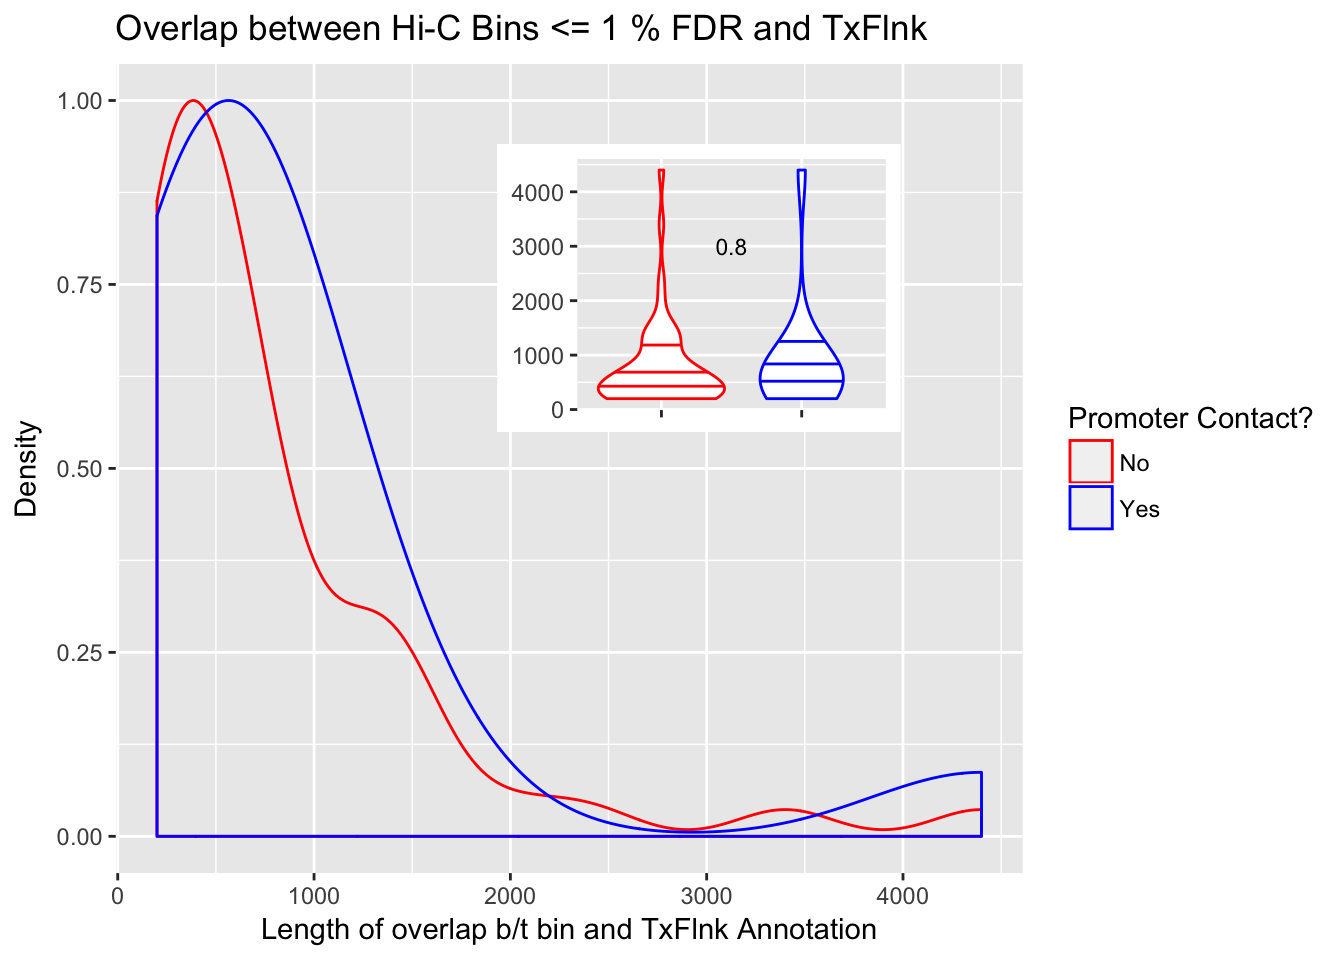 Overlap between Hi-C Bins <= 1 % FDR and TxFlnk
1.00
0.75
0.50
0.25
0.00
Density
4000
3000
2000
1000
0
0.8
0 1000 2000 3000 4000
Length of overlap b/t bin and TxFlnk Annotation
Promoter Contact?
No
Yes